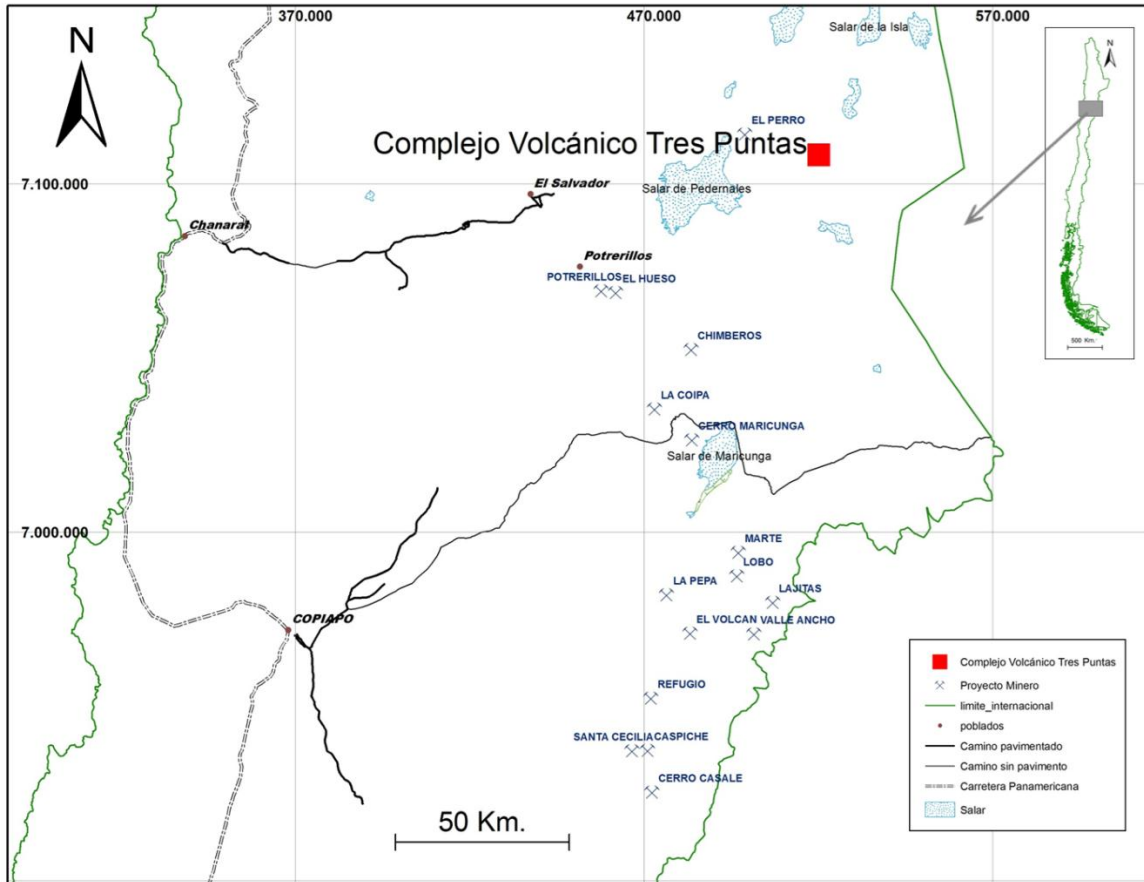 370.000
470.000
570.000
N
Salar de la Isla
N
EL PERRO
Complejo Volcánico Tres Puntas
7.100.000
El Salvador
Salar de Pedernales
Chanaral
Potrerillos
POTRERILLOS
EL HUESO
500 Km.
CHIMBEROS
LA COIPA
CERRO MARICUNGA
Salar de Maricunga
7.000.000
MARTE
LOBO
LA PEPA
LAJITAS
COPIAPO
EL VOLCAN
VALLE ANCHO
REFUGIO
SANTA CECILIA
CASPICHE
CERRO CASALE
50 Km.
Complejo Volcánico Tres Puntas
Proyecto Minero
limite_internacional
poblados
Camino pavimentado
Camino sin pavimento
Carretera Panamericana
Salar